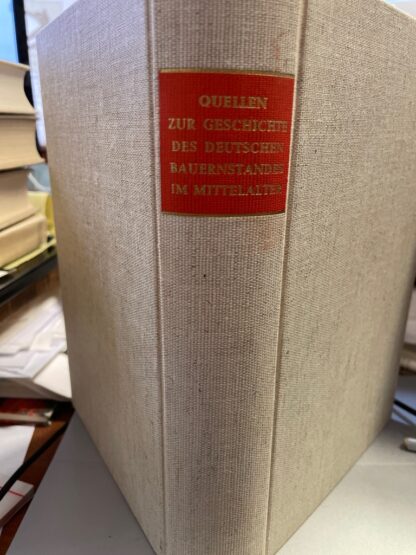 QUELLEN
ZUR GESCHICHTE
DES DEUTSCHEN
BAUERNSTANDES
IM MITTELALTER